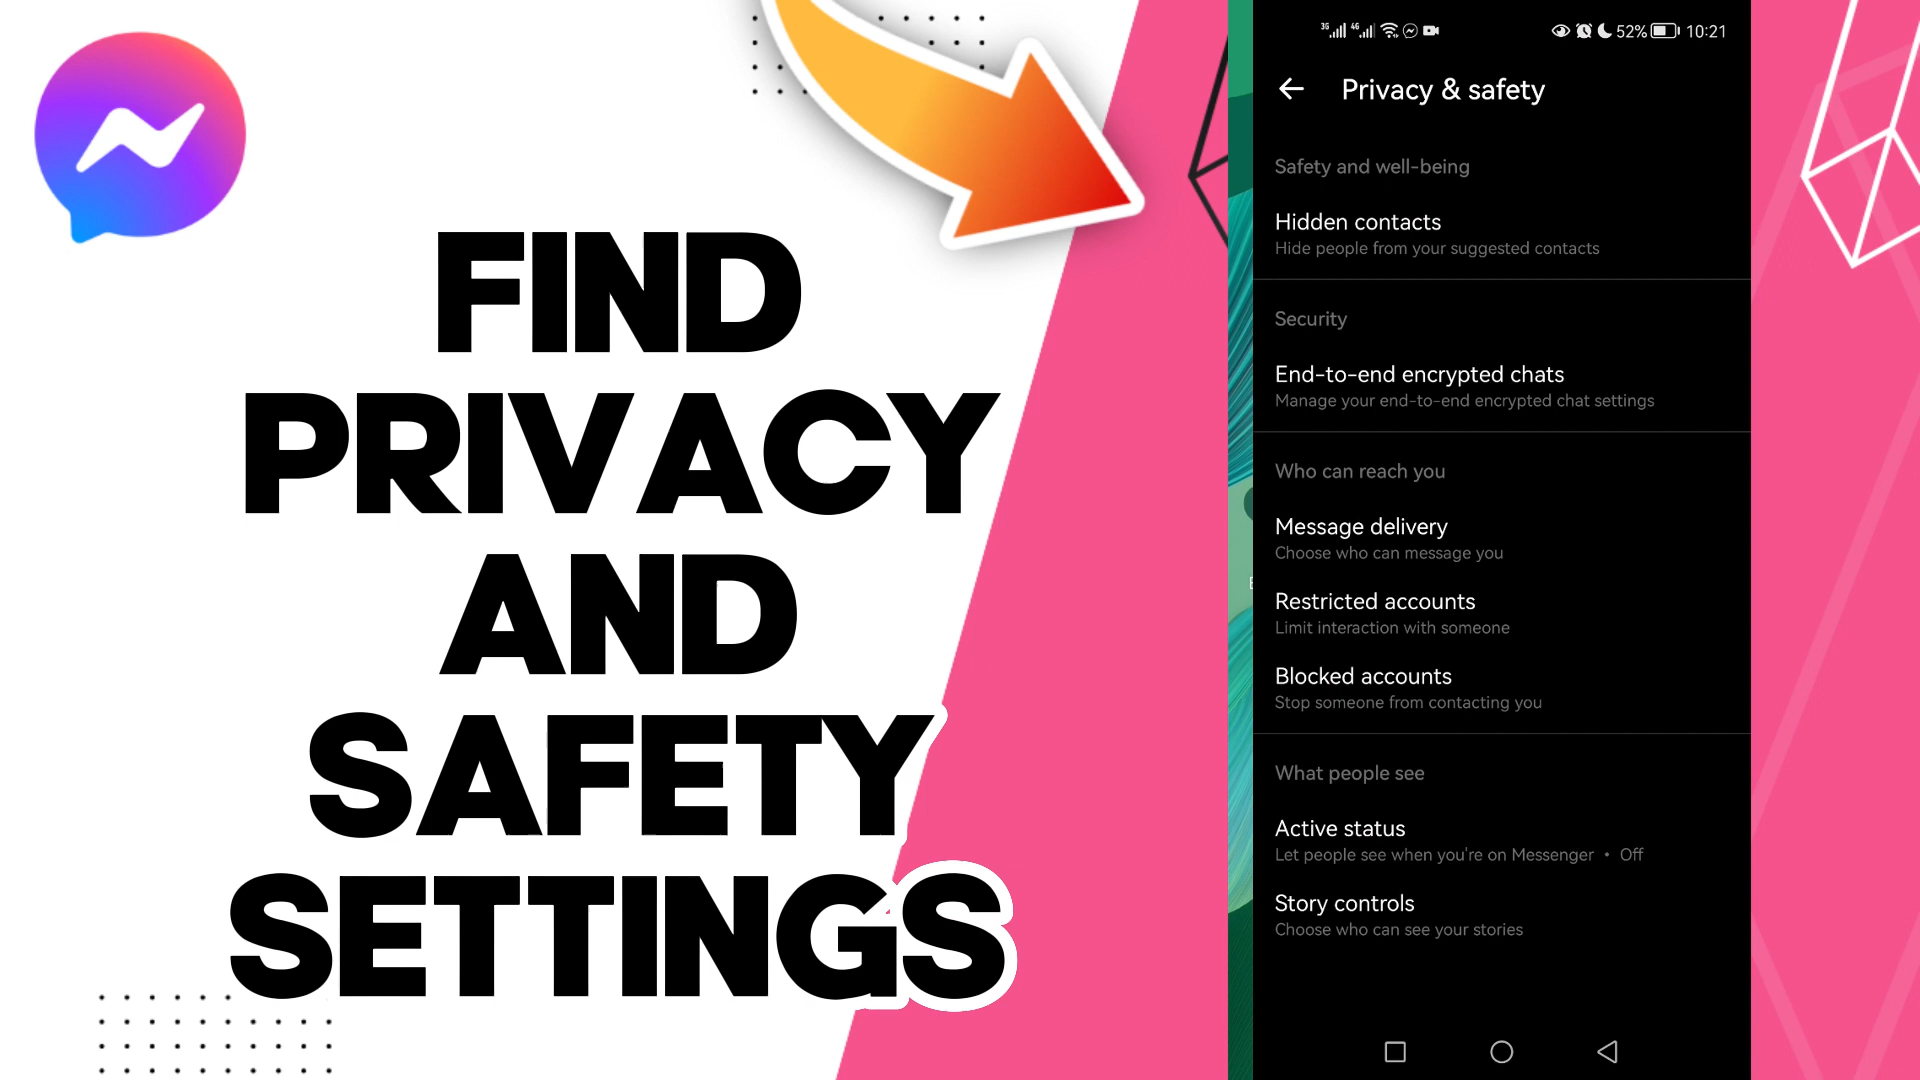 FIND
PRIVACY
AND
SAFETY
SETTINGS
3G 4G 52% 10:21
Privacy & safety
Safety and well-being
Hidden contacts
Hide people from your suggested contacts
Security
End-to-end encrypted chats
Manage your end-to-end encrypted chat settings
Who can reach you
Message delivery
Choose who can message you
Restricted accounts
Limit interaction with someone
Blocked accounts
Stop someone from contacting you
What people see
Active status
Let people see when you're on Messenger • Off
Story controls
Choose who can see your stories